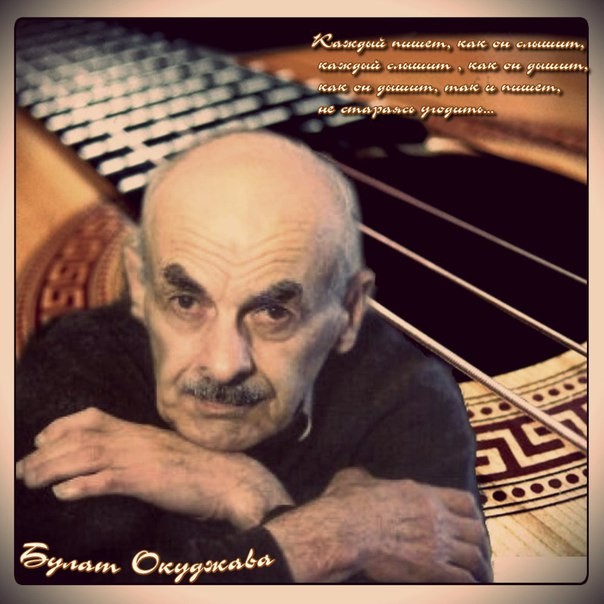 Каждый пишет, как он слышит,
каждый слышит , как он дышит,
как он дышит, так и пишет,
не стараясь угодить...
Булат Окуджава